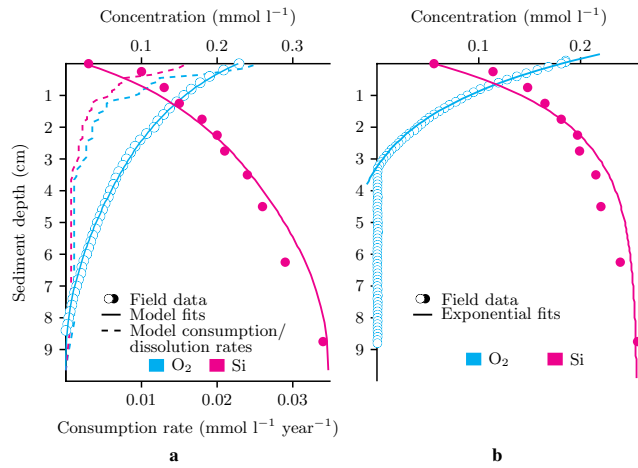 Concentration (mmol l⁻¹)
0.1 0.2 0.3
Sediment depth (cm)
1
2
3
4
5
6
7
8
9
Field data
Model fits
Model consumption/
dissolution rates
O₂ Si
0.01 0.02 0.03
Consumption rate (mmol l⁻¹ year⁻¹)
a
Concentration (mmol l⁻¹)
0.1 0.2
1
2
3
4
5
6
7
8
9
Field data
Exponential fits
O₂ Si
b